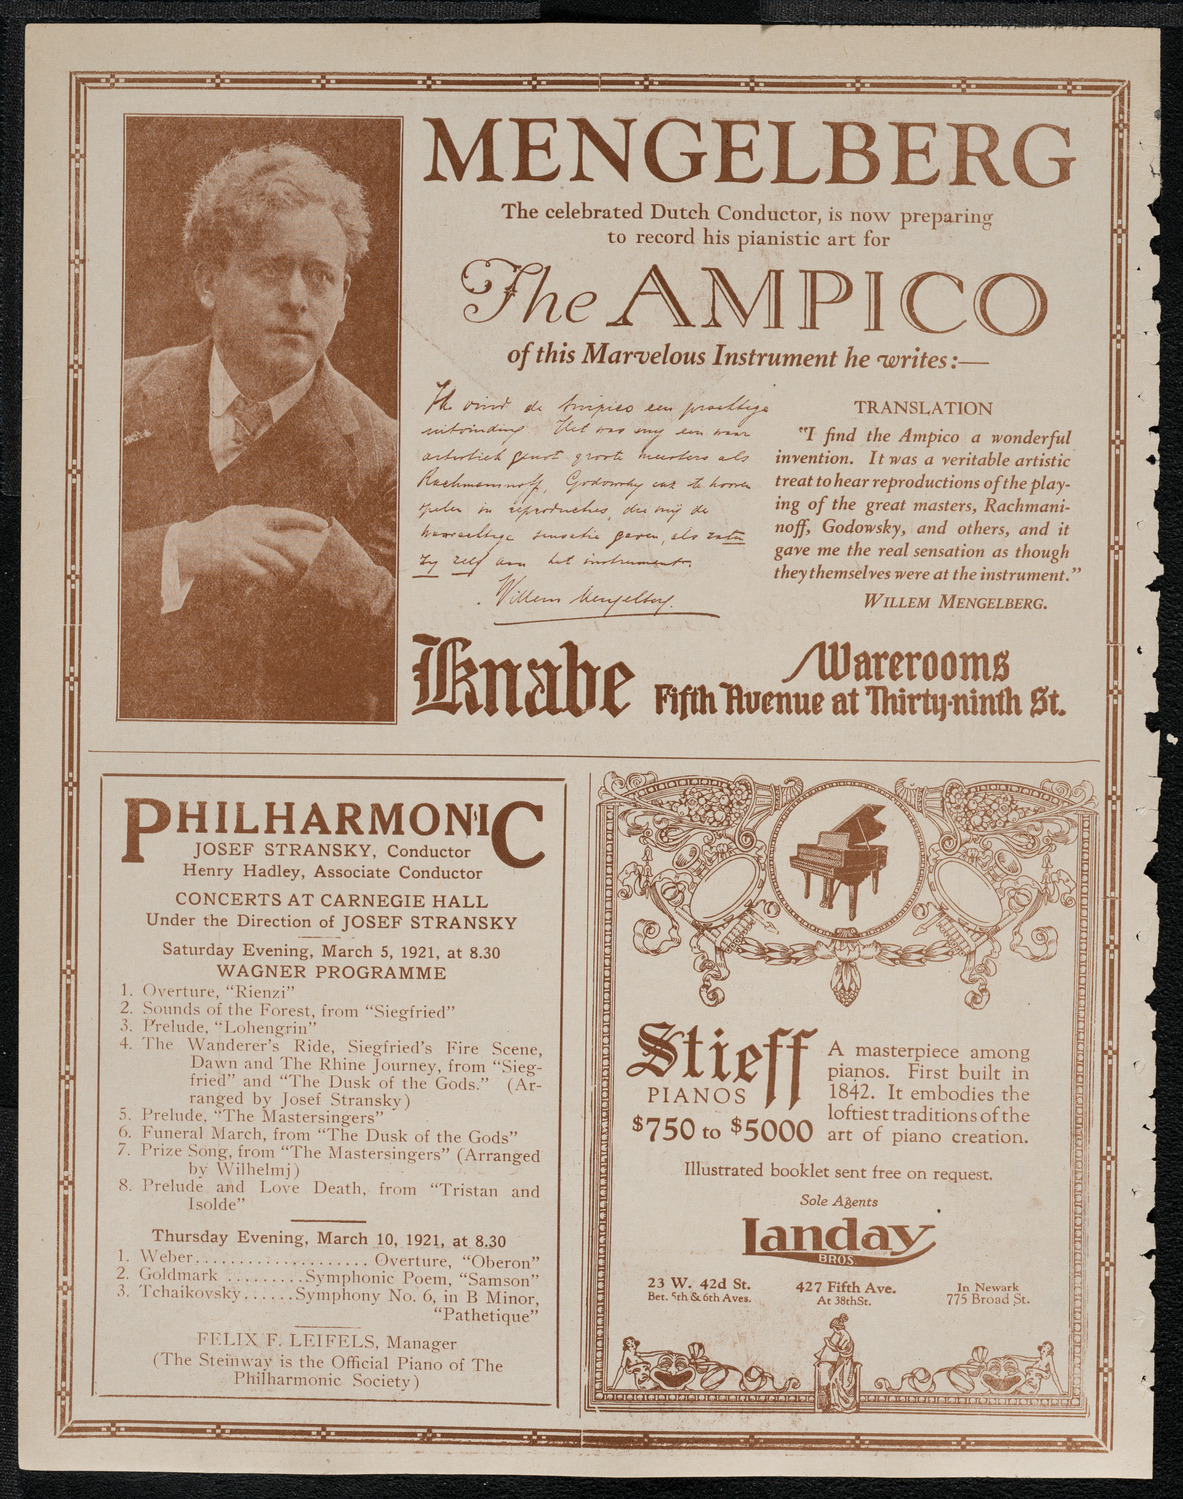 MENGELBERG
The celebrated Dutch Conductor, is now preparing
to record his pianistic art for
The AMPICO
of this Marvelous Instrument he writes:—
Ik vind de Ampico een prachtige
uitvinding. Het was mij een waar
artistiek genot groote meesters als
Rachmaninoff, Godowsky enz te hooren
spelen in reproducties, die mij de
sensatie gaven, als zaten
zij zelf aan het instrument.
Willem Mengelberg.
TRANSLATION
"I find the Ampico a wonderful
invention. It was a veritable artistic
treat to hear reproductions of the play-
ing of the great masters, Rachmani-
noff, Godowsky, and others, and it
gave me the real sensation as though
they themselves were at the instrument."
WILLEM MENGELBERG.
Knabe
Warerooms
Fifth Avenue at Thirty-ninth St.
PHILHARMONIC
JOSEF STRANSKY, Conductor
Henry Hadley, Associate Conductor
CONCERTS AT CARNEGIE HALL
Under the Direction of JOSEF STRANSKY
Saturday Evening, March 5, 1921, at 8.30
WAGNER PROGRAMME
1. Overture, "Rienzi"
2. Sounds of the Forest, from "Siegfried"
3. Prelude, "Lohengrin"
4. The Wanderer's Ride, Siegfried's Fire Scene,
Dawn and The Rhine Journey, from "Sieg-
fried" and "The Dusk of the Gods." (Ar-
ranged by Josef Stransky)
5. Prelude, "The Mastersingers"
6. Funeral March, from "The Dusk of the Gods"
7. Prize Song, from "The Mastersingers" (Arranged
by Wilhelmj)
8. Prelude and Love Death, from "Tristan and
Isolde"
Thursday Evening, March 10, 1921, at 8.30
1. Weber.................... Overture, "Oberon"
2. Goldmark .........Symphonic Poem, "Samson"
3. Tchaikovsky......Symphony No. 6, in B Minor,
"Pathetique"
FELIX F. LEIFELS, Manager
(The Steinway is the Official Piano of The
Philharmonic Society)
Stieff
PIANOS
$750 to $5000
A masterpiece among
pianos. First built in
1842. It embodies the
loftiest traditions of the
art of piano creation.
Illustrated booklet sent free on request.
Sole Agents
Landay
BROS.
23 W. 42d St.
Bet. 5th & 6th Aves.
427 Fifth Ave.
At 38th St.
In Newark
775 Broad St.